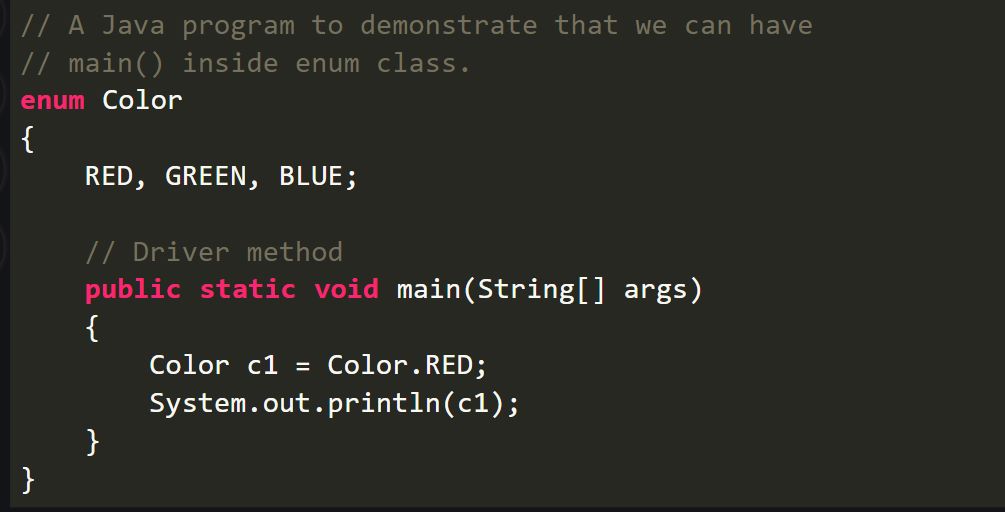 // A Java program to demonstrate that we can have
// main() inside enum class.
enum Color
{
    RED, GREEN, BLUE;

    // Driver method
    public static void main(String[] args)
    {
        Color c1 = Color.RED;
        System.out.println(c1);
    }
}